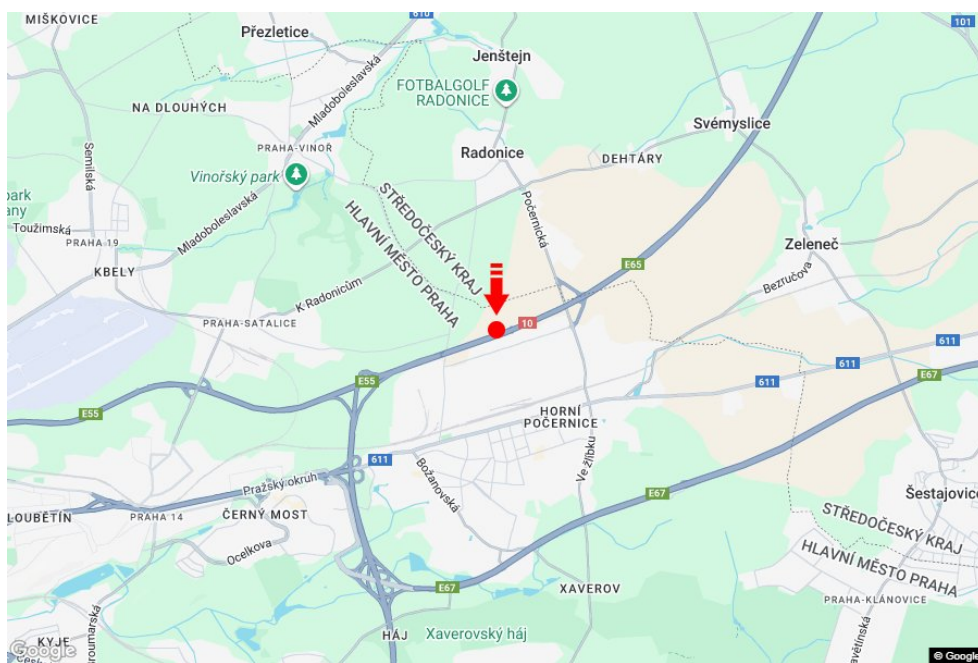 MIŠKOVICE
610
101
Přezletice
Jenštejn
FOTBALGOLF
RADONICE
Mladoboleslavská
NA DLOUHÝCH
Svémyslice
PRAHA-VINOŘ
Radonice
DEHTÁRY
Semilská
Vinořský park
STŘEDOČESKÝ KRAJ
HLAVNÍ MĚSTO PRAHA
Počernická
park
any
Toužimská
PRAHA 19
Mladoboleslavská
KBELY
Zeleneč
E65
Bezručova
K Radonicům
PRAHA-SATALICE
10
611
611
E67
E55
611
E55
HORNÍ
POČERNICE
611
Božanovská
Ve žlíbku
Pražský okruh
E67
Šestajovice
LOUBĚTÍN
PRAHA 14
ČERNÝ MOST
STŘEDOČESKÝ KRAJ
HLAVNÍ MĚSTO PRAHA
Ocelkova
E67
XAVEROV
PRAHA-KLÁNOVICE
KYJE
HÁJ
Xaverovský háj
Google
© Google